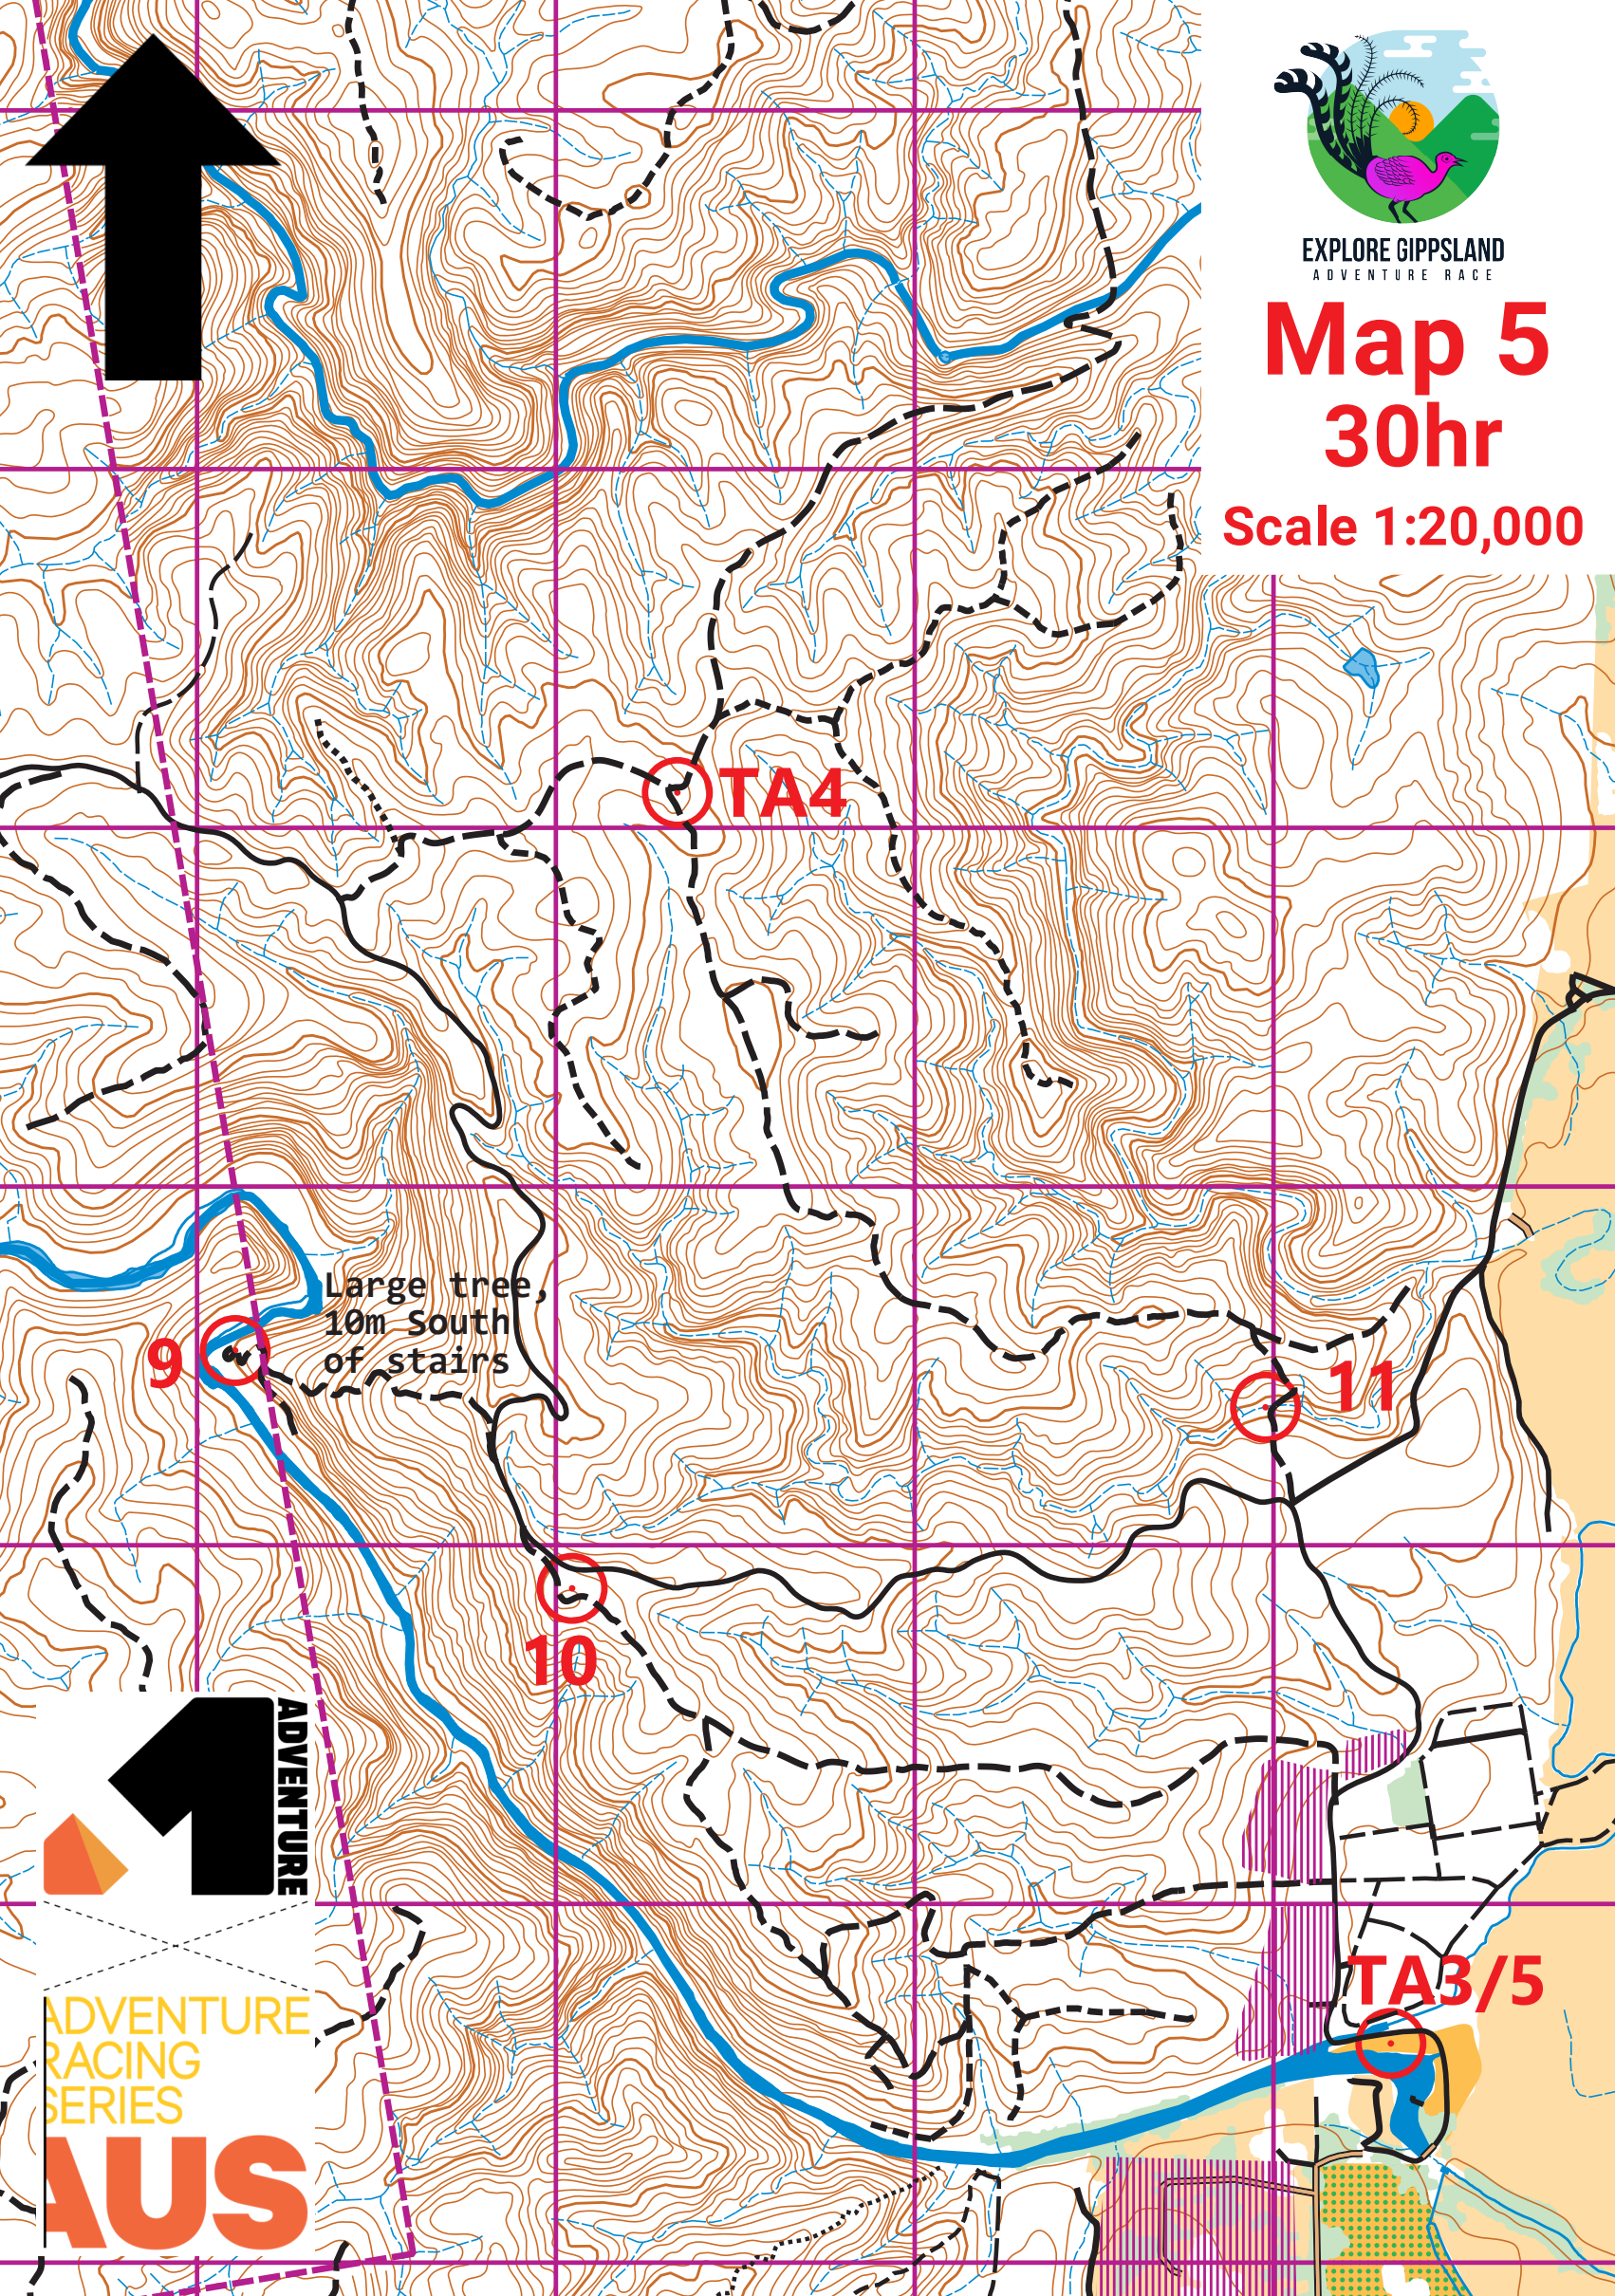 EXPLORE GIPPSLAND
ADVENTURE RACE
Map 5
30hr
Scale 1:20,000
TA4
Large tree,
10m South
of stairs
9
11
10
ADVENTURE
TA3/5
ADVENTURE
RACING
SERIES
AUS